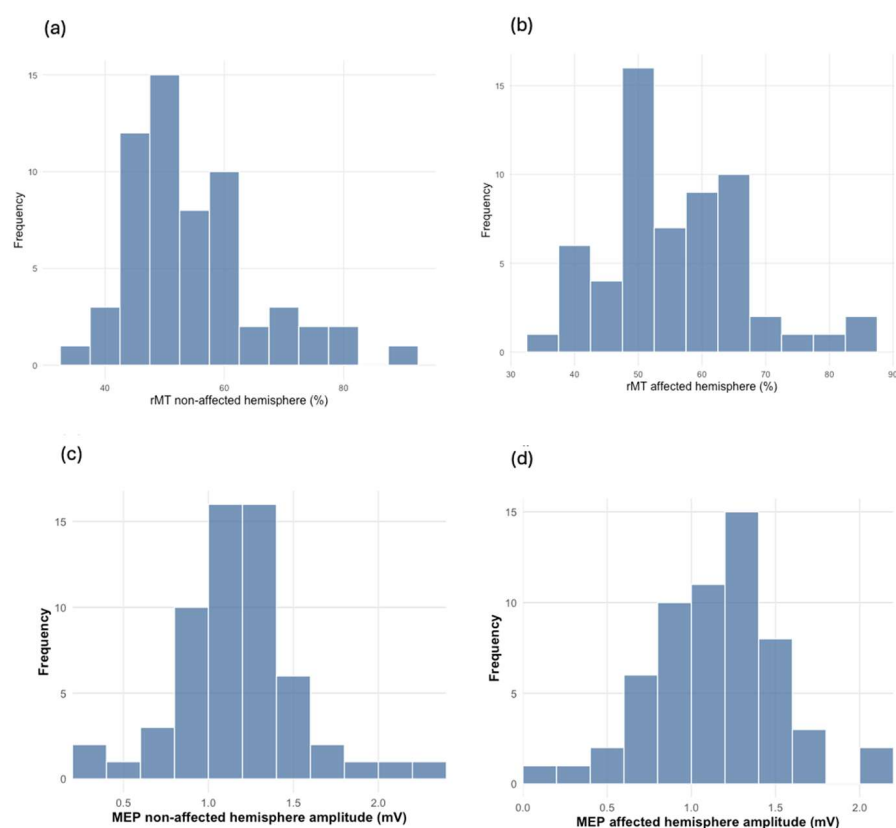 (a)
15
10
5
0
Frequency
40 60 80
rMT non-affected hemisphere (%)
(b)
15
10
5
0
Frequency
30 40 50 60 70 80 90
rMT affected hemisphere (%)
(c)
15
10
5
0
Frequency
0.5 1.0 1.5 2.0
MEP non-affected hemisphere amplitude (mV)
(d)
15
10
5
0
Frequency
0.0 0.5 1.0 1.5 2.0
MEP affected hemisphere amplitude (mV)